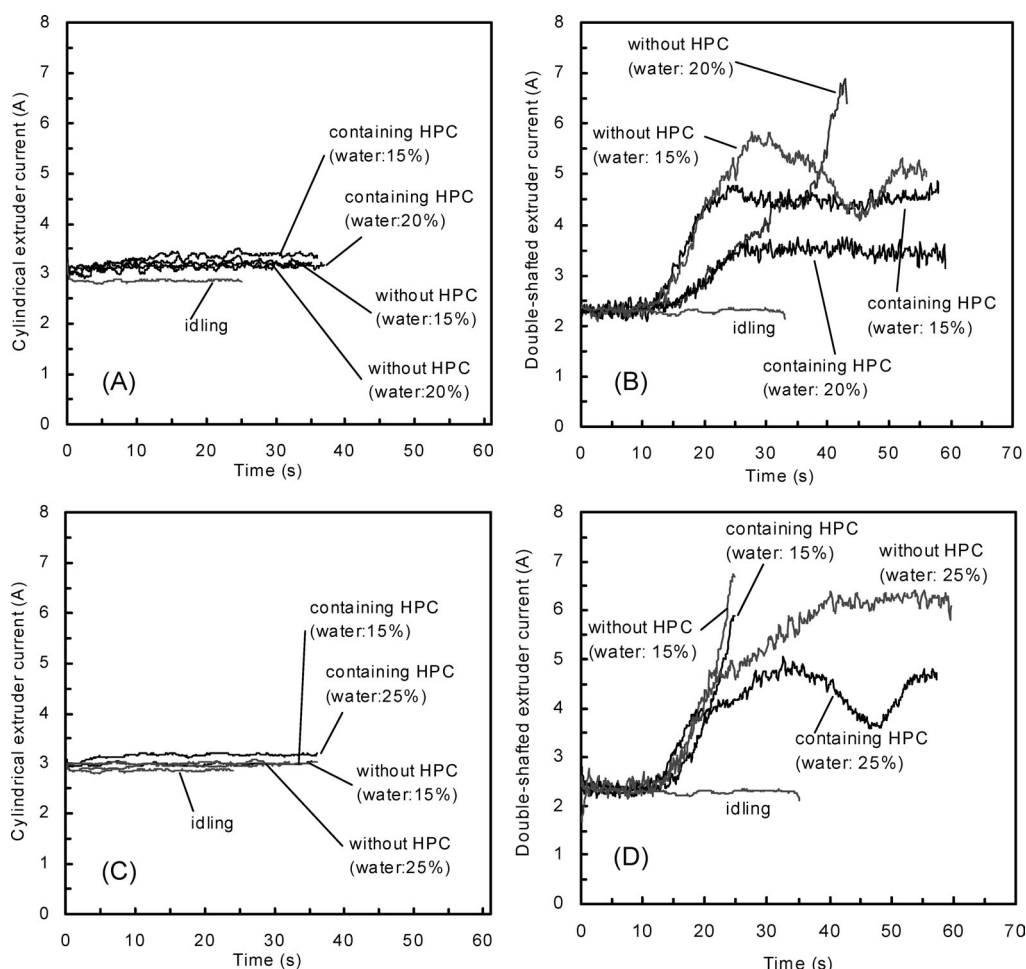 8
7
6
5
4
3
2
1
0
Cylindrical extruder current (A)
containing HPC
(water:15%)
containing HPC
(water:20%)
without HPC
(water:15%)
without HPC
(water:20%)
idling
(A)
0
10
20
30
40
50
60
Time (s)
8
7
6
5
4
3
2
1
0
Double-shafted extruder current (A)
without HPC
(water: 20%)
without HPC
(water: 15%)
containing HPC
(water: 15%)
idling
containing HPC
(water: 20%)
(B)
0
10
20
30
40
50
60
70
Time (s)
8
7
6
5
4
3
2
1
0
Cylindrical extruder current (A)
containing HPC
(water:15%)
containing HPC
(water:25%)
without HPC
(water:15%)
idling
without HPC
(water:25%)
(C)
0
10
20
30
40
50
60
Time (s)
8
7
6
5
4
3
2
1
0
Double-shafted extruder current (A)
containing HPC
(water: 15%)
without HPC
(water: 25%)
without HPC
(water: 15%)
containing HPC
(water: 25%)
idling
(D)
0
10
20
30
40
50
60
70
Time (s)